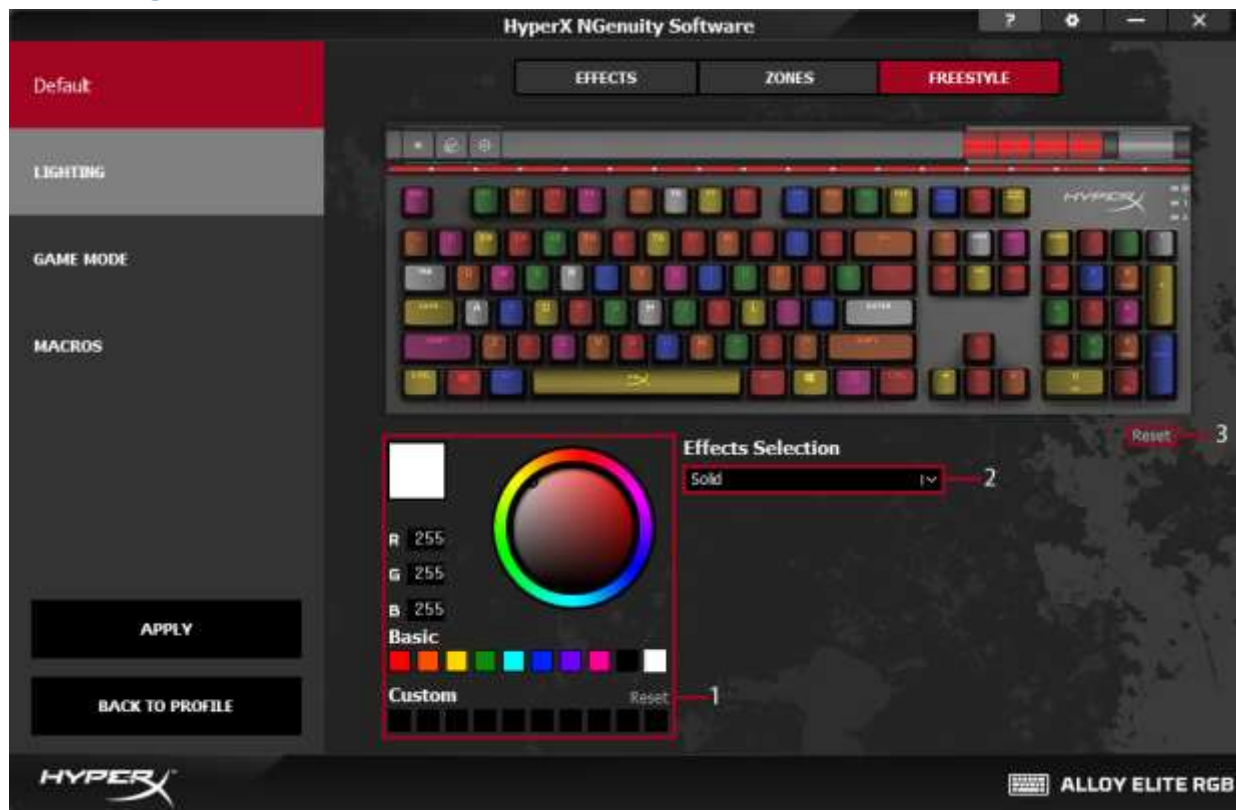 HyperX NGenuity Software
?
EFFECTS ZONES FREESTYLE
Default
LIGHTING
GAME MODE
MACROS
HYPERX
Reset 3
Effects Selection
Solid 2
R 255
G 255
B 255
Basic
Custom Reset 1
APPLY
BACK TO PROFILE
HYPERX ALLOY ELITE RGB